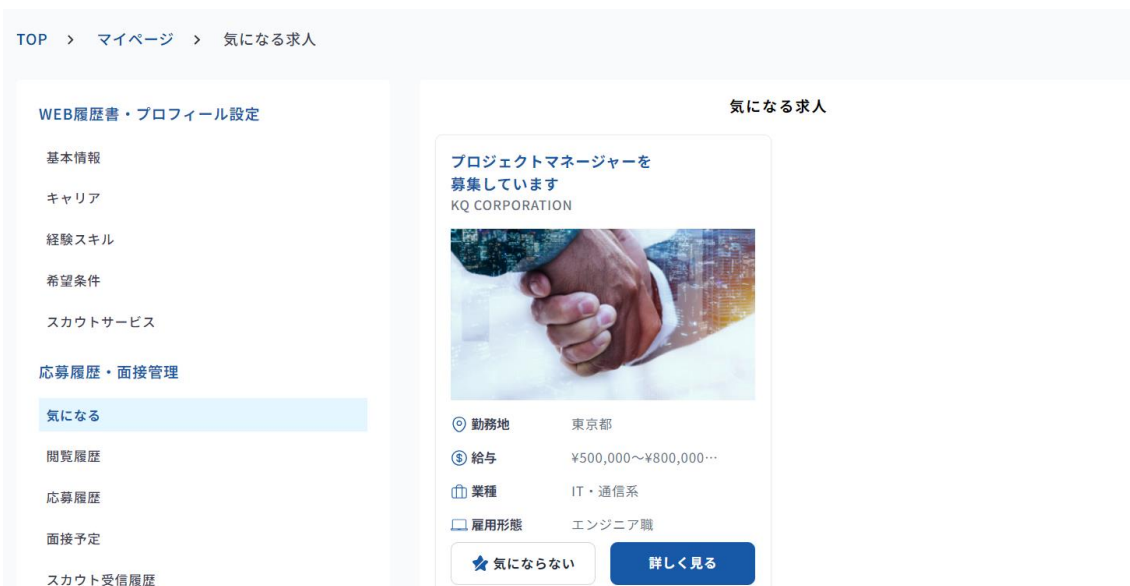 TOP > マイページ > 気になる求人
WEB履歴書・プロフィール設定
基本情報
キャリア
経験スキル
希望条件
スカウトサービス
応募履歴・面接管理
気になる
閲覧履歴
応募履歴
面接予定
スカウト受信履歴
気になる求人
プロジェクトマネージャーを
募集しています
KQ CORPORATION
勤務地 東京都
給与 ¥500,000〜¥800,000…
業種 IT・通信系
雇用形態 エンジニア職
気にならない 詳しく見る